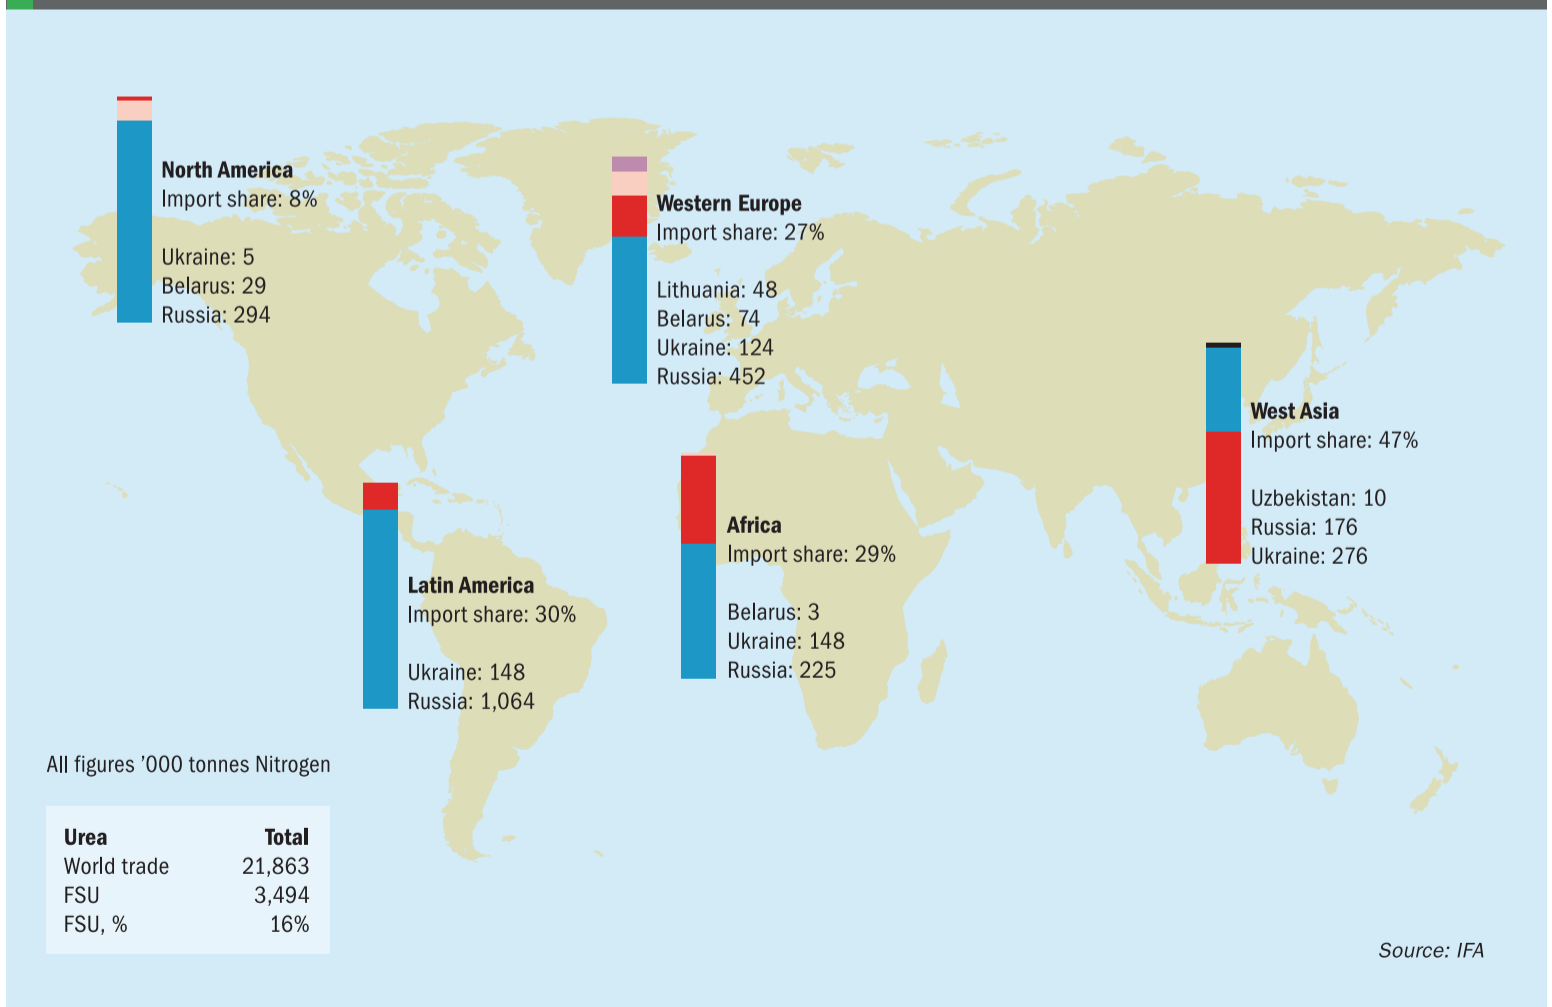 North America
Import share: 8%
Ukraine: 5
Belarus: 29
Russia: 294
Western Europe
Import share: 27%
Lithuania: 48
Belarus: 74
Ukraine: 124
Russia: 452
West Asia
Import share: 47%
Uzbekistan: 10
Russia: 176
Ukraine: 276
Latin America
Import share: 30%
Ukraine: 148
Russia: 1,064
Africa
Import share: 29%
Belarus: 3
Ukraine: 148
Russia: 225
All figures ’000 tonnes Nitrogen
Urea Total
World trade 21,863
FSU 3,494
FSU, % 16%
Source: IFA